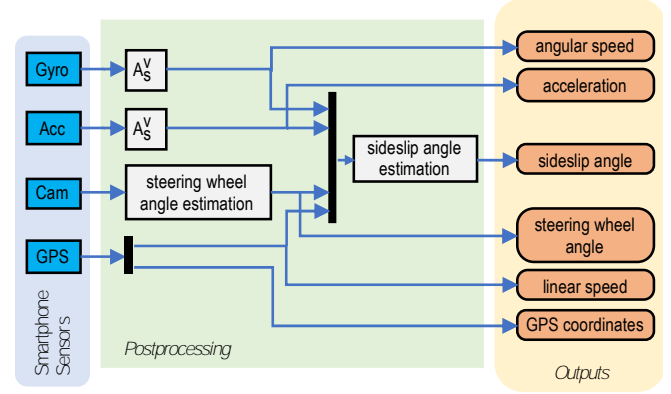 Gyro
Acc
Cam
GPS
Smartphone
Sensors
A_s^v
A_s^v
steering wheel
angle estimation
sideslip angle
estimation
Postprocessing
angular speed
acceleration
sideslip angle
steering wheel
angle
linear speed
GPS coordinates
Outputs